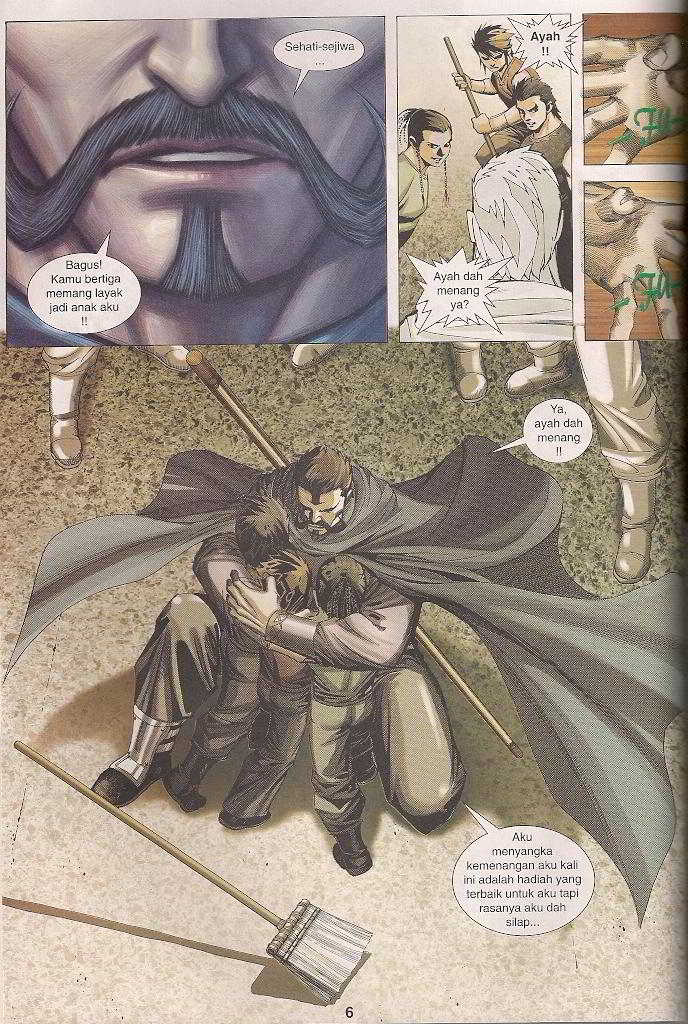 Sehati-sejiwa
...
Bagus!
Kamu bertiga
memang layak
jadi anak aku
!!
Ayah
!!
Ayah dah
menang
ya?
Ya,
ayah dah
menang
!!
Aku
menyangka
kemenangan aku kali
ini adalah hadiah yang
terbaik untuk aku tapi
rasanya aku dah
silap...
6